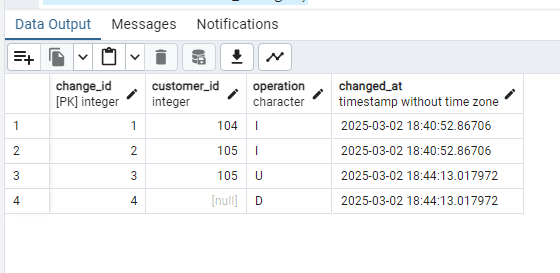 Data Output Messages Notifications
change_id customer_id operation changed_at
[PK] integer integer character timestamp without time zone
1 1 104 I 2025-03-02 18:40:52.86706
2 2 105 I 2025-03-02 18:40:52.86706
3 3 105 U 2025-03-02 18:44:13.017972
4 4 [null] D 2025-03-02 18:44:13.017972